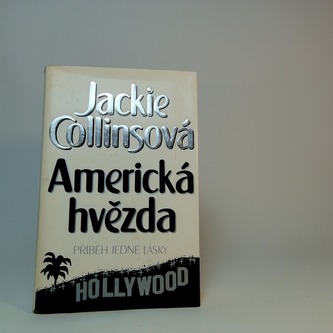 Jackie
Collinsová
Americká
hvězda
PŘÍBĚH JEDNÉ LÁSKY
HOLLYWOOD